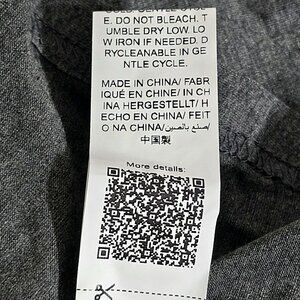 E. DO NOT BLEACH. T
UMBLE DRY LOW. LO
W IRON IF NEEDED. D
RYCLEANABLE IN GE
NTLE CYCLE.
MADE IN CHINA/ FABR
IQUÉ EN CHINE/ IN CH
INA HERGESTELLT/ H
ECHO EN CHINA/ FEIT
O NA CHINA/صنع بالصين/
中国製
More details: